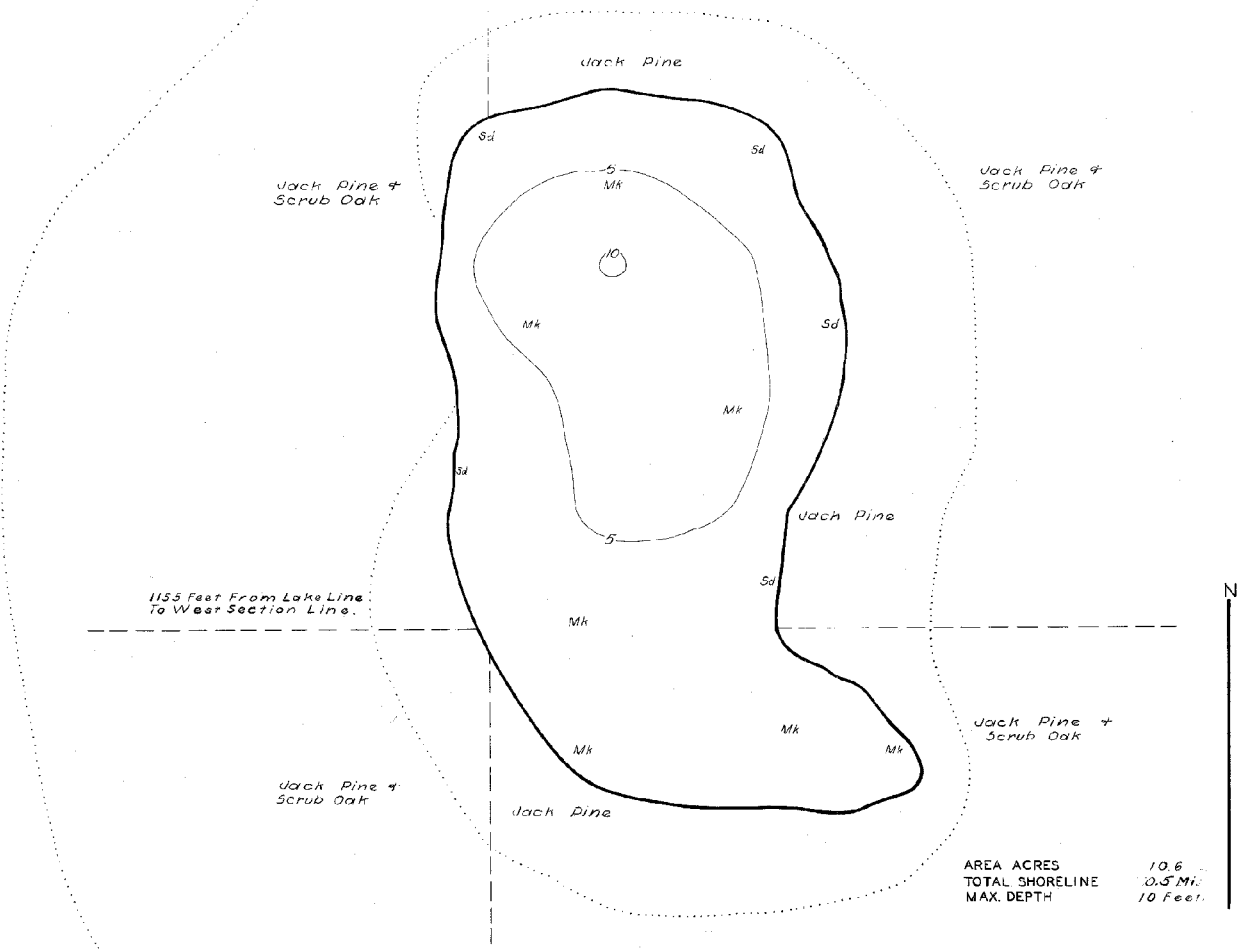 Jack Pine
Sd
Sd
Jack Pine &
Scrub Oak
5
Mk
Jack Pine &
Scrub Oak
10
Mk
Sd
Mk
Sd
Jack Pine
5
Sd
1155 Feet From Lake Line
To West Section Line.
N
Mk
Mk
Mk
Mk
Jack Pine &
Scrub Oak
Jack Pine &
Scrub Oak
Jack Pine
AREA ACRES 10.6
TOTAL SHORELINE 0.5 Mi.
MAX. DEPTH 10 Feet